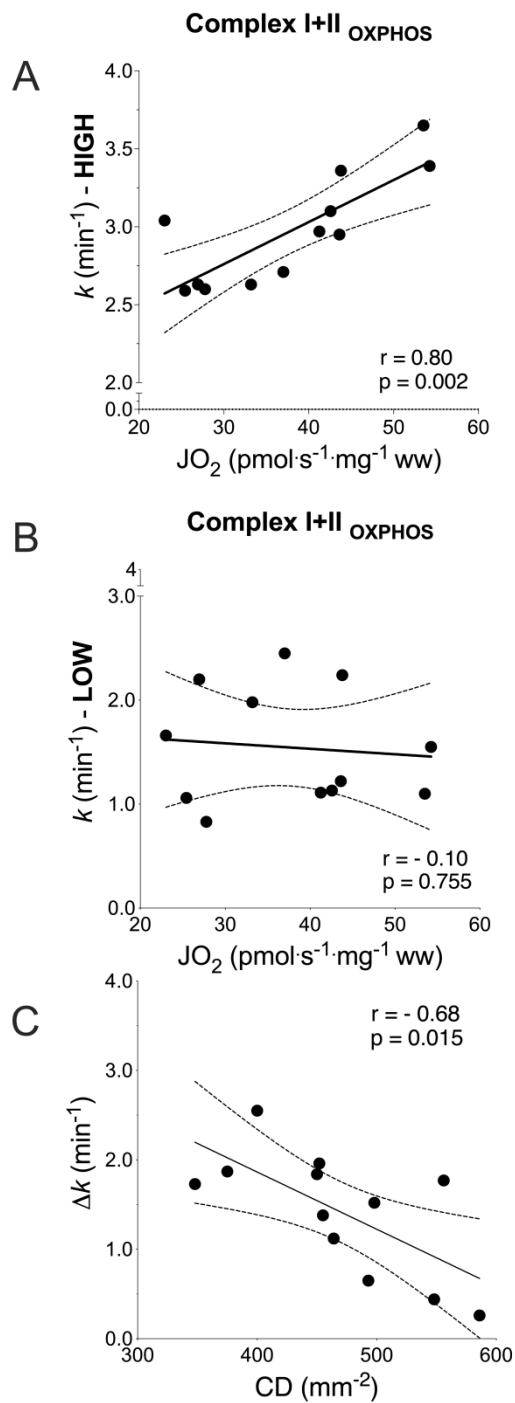 Complex I+II OXPHOS
A
4.0
3.5
3.0
2.5
2.0
0.0
k (min⁻¹) - HIGH
r = 0.80
p = 0.002
20 30 40 50 60
JO₂ (pmol·s⁻¹·mg⁻¹ ww)
Complex I+II OXPHOS
B
4
3.0
2.0
1.0
0.0
k (min⁻¹) - LOW
r = - 0.10
p = 0.755
20 30 40 50 60
JO₂ (pmol·s⁻¹·mg⁻¹ ww)
C
4.0
3.0
2.0
1.0
0.0
Δk (min⁻¹)
r = - 0.68
p = 0.015
300 400 500 600
CD (mm⁻²)